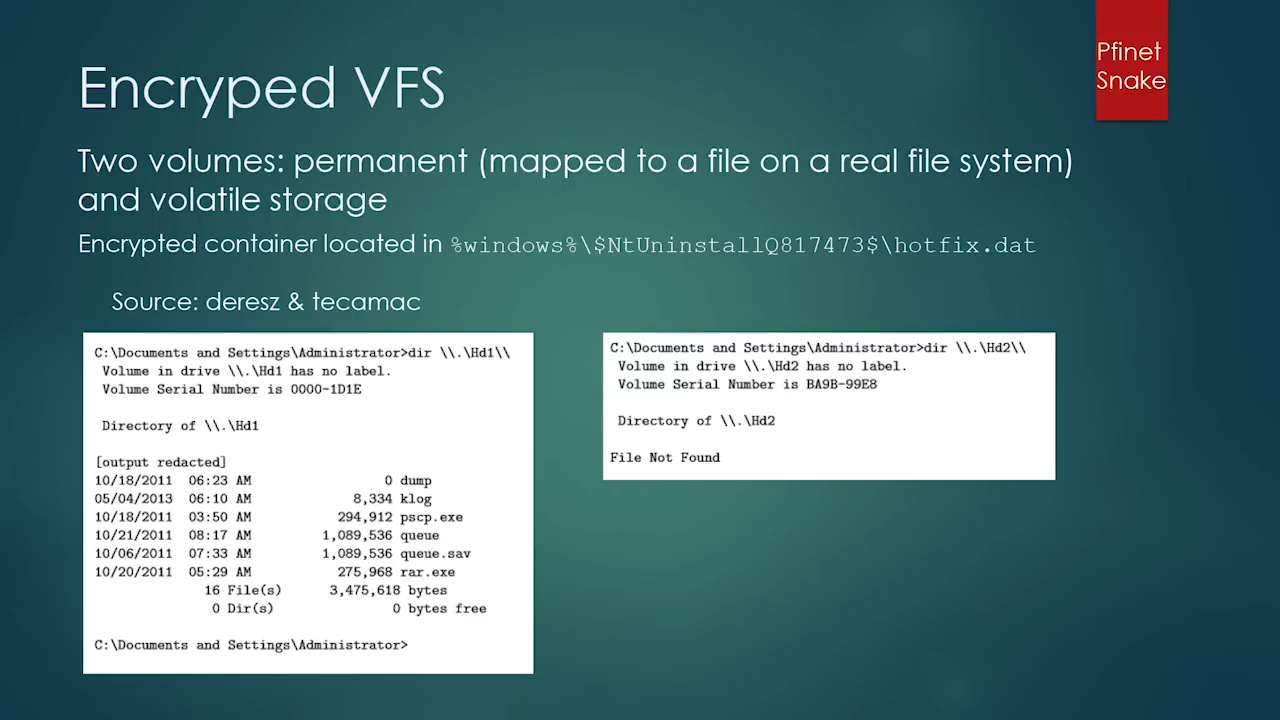 Pfinet
Snake
Encryped VFS
Two volumes: permanent (mapped to a file on a real file system)
and volatile storage
Encrypted container located in %windows%\$NtUninstallQ817473$\hotfix.dat
Source: deresz & tecamac
C:\Documents and Settings\Administrator>dir \\.\Hd1\\
Volume in drive \\.\Hd1 has no label.
Volume Serial Number is 0000-1D1E
Directory of \\.\Hd1
[output redacted]
10/18/2011 06:23 AM 0 dump
05/04/2013 06:10 AM 8,334 klog
10/18/2011 03:50 AM 294,912 pscp.exe
10/21/2011 08:17 AM 1,089,536 queue
10/06/2011 07:33 AM 1,089,536 queue.sav
10/20/2011 05:29 AM 275,968 rar.exe
16 File(s) 3,475,618 bytes
0 Dir(s) 0 bytes free
C:\Documents and Settings\Administrator>
C:\Documents and Settings\Administrator>dir \\.\Hd2\\
Volume in drive \\.\Hd2 has no label.
Volume Serial Number is BA9B-99E8
Directory of \\.\Hd2
File Not Found